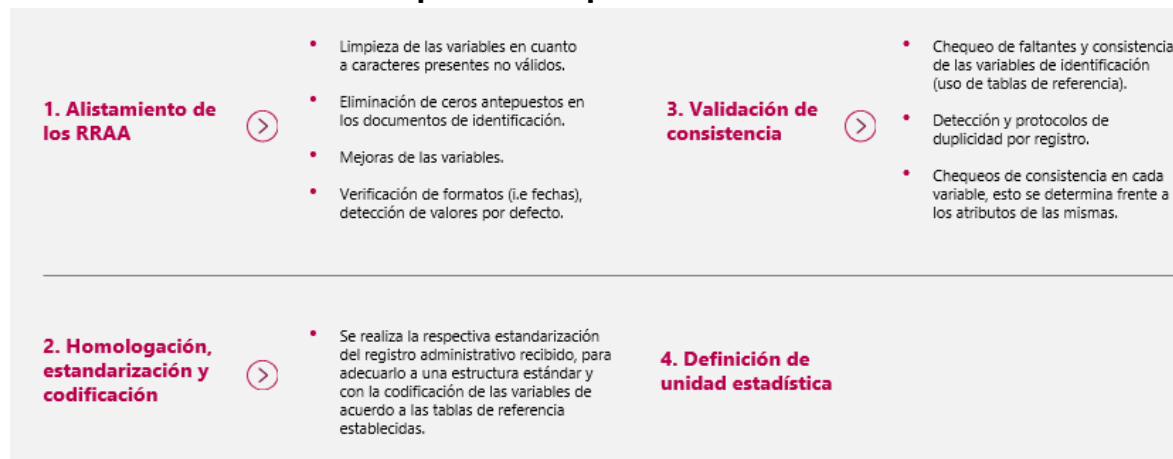 1. Alistamiento de
los RRAA
• Limpieza de las variables en cuanto
a caracteres presentes no válidos.
• Eliminación de ceros antepuestos en
los documentos de identificación.
• Mejoras de las variables.
• Verificación de formatos (i.e fechas),
detección de valores por defecto.
2. Homologación,
estandarización y
codificación
• Se realiza la respectiva estandarización
del registro administrativo recibido, para
adecuarlo a una estructura estándar y
con la codificación de las variables de
acuerdo a las tablas de referencia
establecidas.
3. Validación de
consistencia
• Chequeo de faltantes y consistencia
de las variables de identificación
(uso de tablas de referencia).
• Detección y protocolos de
duplicidad por registro.
• Chequeos de consistencia en cada
variable, esto se determina frente a
los atributos de las mismas.
4. Definición de
unidad estadística